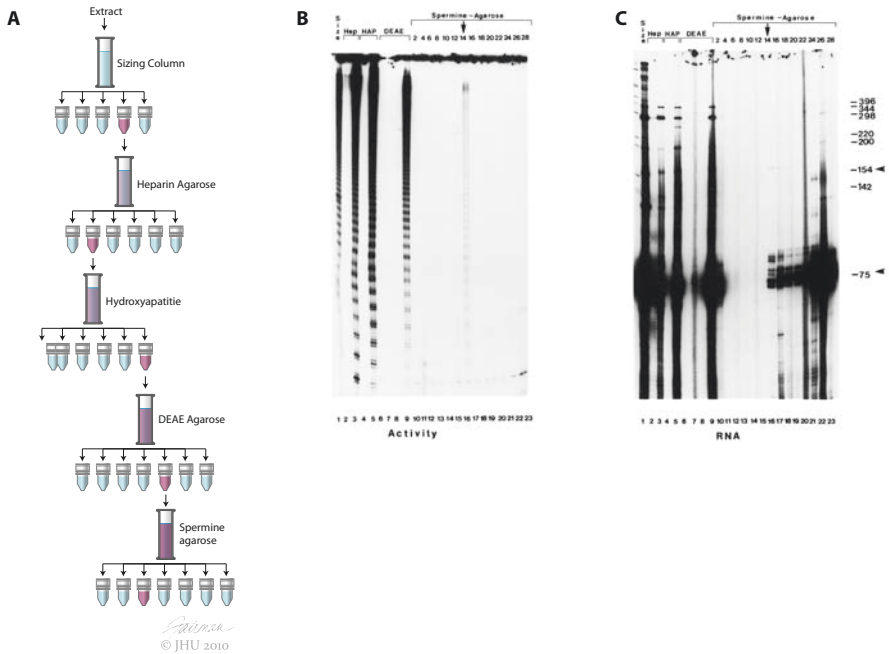 A
Extract
Sizing Column
Heparin Agarose
Hydroxyapatitie
DEAE Agarose
Spermine
agarose
© JHU 2010
B
Spermine-Agarose
Size
Hep HAP DEAE
2 4 6 8 10 12 14 16 18 20 22 24 26 28
1 2 3 4 5 6 7 8 9 10 11 12 13 14 15 16 17 18 19 20 21 22 23
Activity
C
Spermine-Agarose
Size
Hep HAP DEAE
2 4 6 8 10 12 14 16 18 20 22 24 26 28
396
344
298
220
200
154
142
75
1 2 3 4 5 6 7 8 9 10 11 12 13 14 15 16 17 18 19 20 21 22 23
RNA